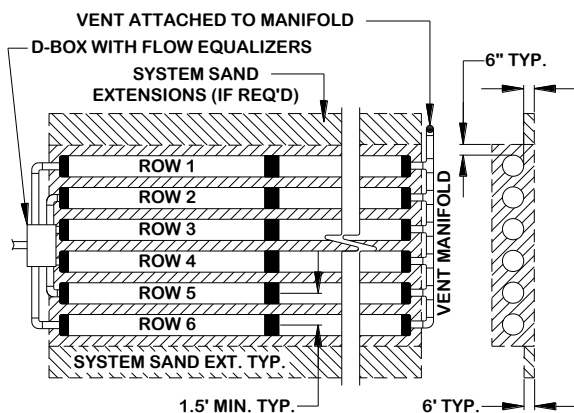 VENT ATTACHED TO MANIFOLD
D-BOX WITH FLOW EQUALIZERS
SYSTEM SAND
EXTENSIONS (IF REQ'D)
6" TYP.
ROW 1
ROW 2
ROW 3
ROW 4
ROW 5
ROW 6
VENT MANIFOLD
SYSTEM SAND EXT. TYP.
1.5' MIN. TYP.
6' TYP.